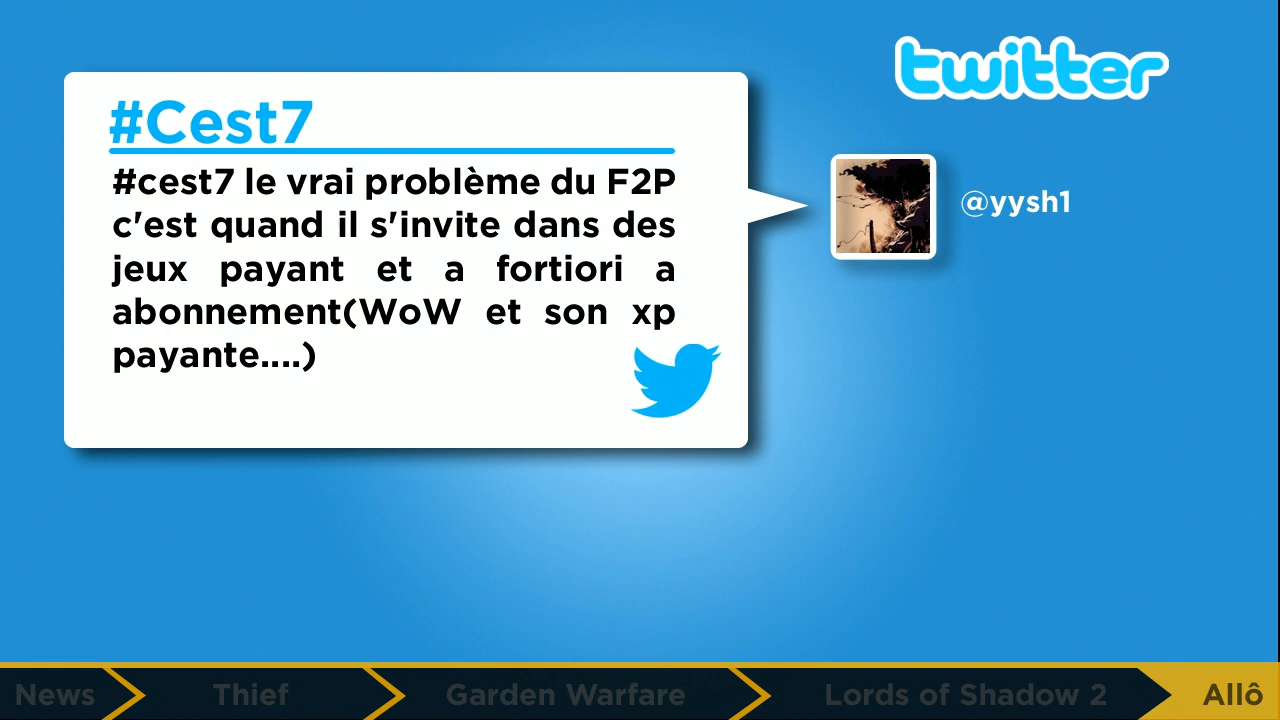 twitter
#Cest7
#cest7 le vrai problème du F2P
c'est quand il s'invite dans des
jeux payant et a fortiori a
abonnement(WoW et son xp
payante....)
@yysh1
News Thief Garden Warfare Lords of Shadow 2 Allô